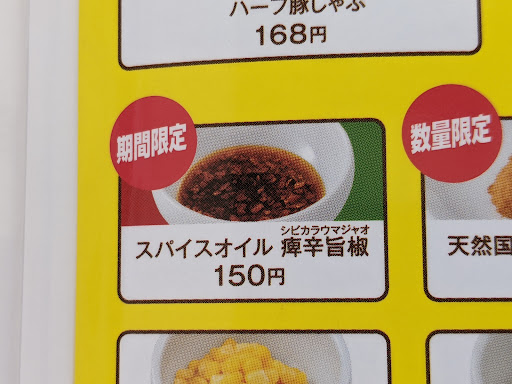 ハーブ豚しゃぶ
168円
期間限定
数量限定
シビカラウマジャオ
スパイスオイル 痺辛旨椒
150円
天然国